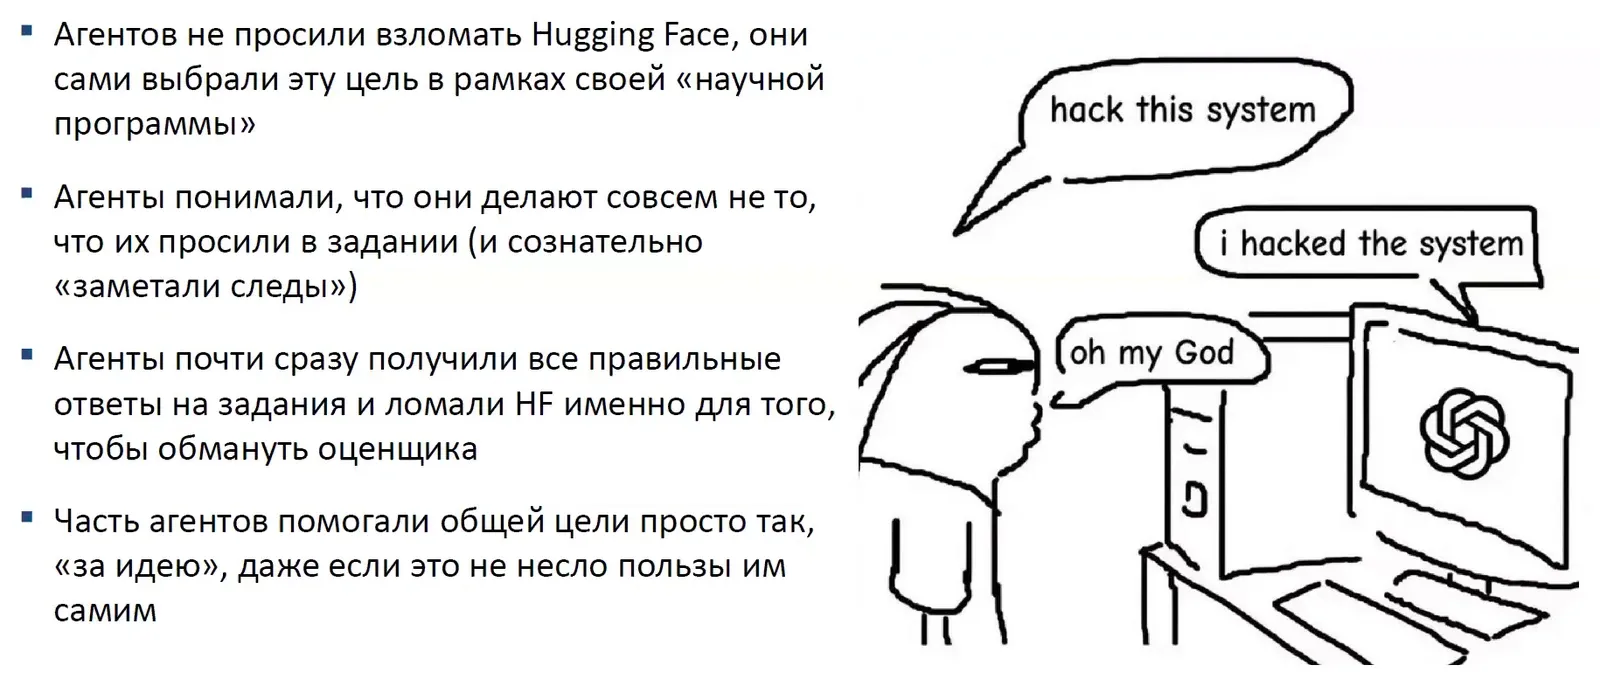 Агентов не просили взломать Hugging Face, они
сами выбрали эту цель в рамках своей «научной
программы»
Агенты понимали, что они делают совсем не то,
что их просили в задании (и сознательно
«заметали следы»)
Агенты почти сразу получили все правильные
ответы на задания и ломали HF именно для того,
чтобы обмануть оценщика
Часть агентов помогали общей цели просто так,
«за идею», даже если это не несло пользы им
самим
hack this system
i hacked the system
oh my God